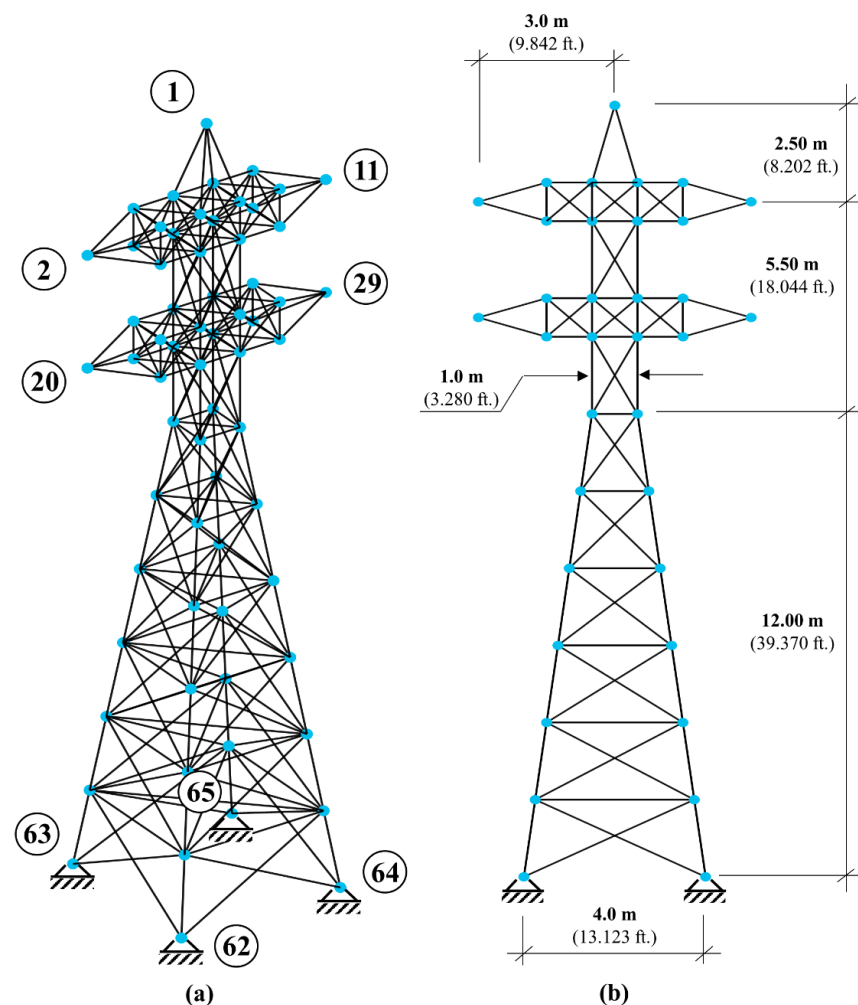 1
11
2
29
20
65
63
64
62
(a)
3.0 m
(9.842 ft.)
2.50 m
(8.202 ft.)
5.50 m
(18.044 ft.)
1.0 m
(3.280 ft.)
12.00 m
(39.370 ft.)
4.0 m
(13.123 ft.)
(b)